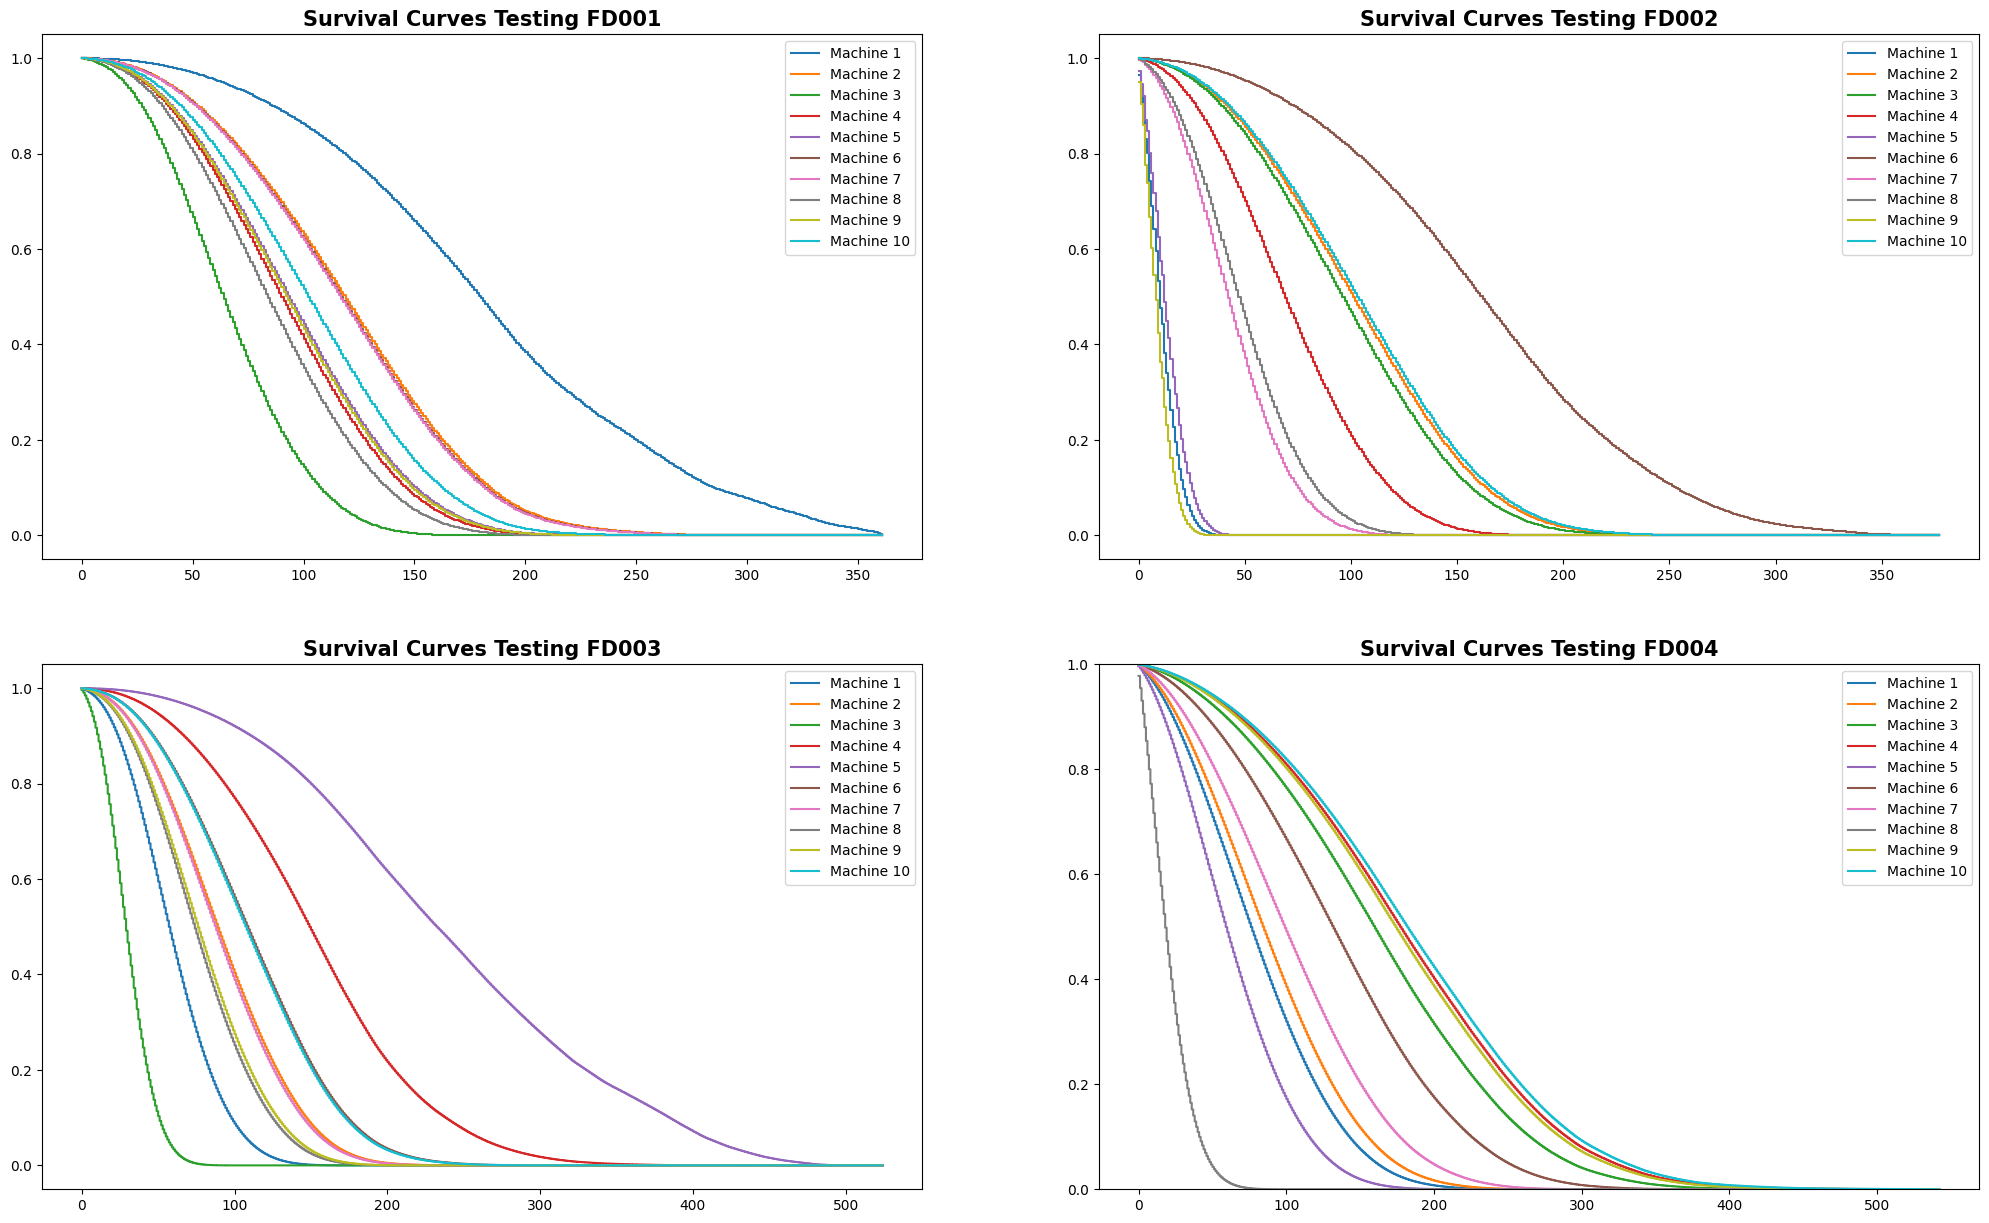 Survival Curves Testing FD001
1.0
0.8
0.6
0.4
0.2
0.0
0 50 100 150 200 250 300 350
Machine 1
Machine 2
Machine 3
Machine 4
Machine 5
Machine 6
Machine 7
Machine 8
Machine 9
Machine 10
Survival Curves Testing FD002
1.0
0.8
0.6
0.4
0.2
0.0
0 50 100 150 200 250 300 350
Machine 1
Machine 2
Machine 3
Machine 4
Machine 5
Machine 6
Machine 7
Machine 8
Machine 9
Machine 10
Survival Curves Testing FD003
1.0
0.8
0.6
0.4
0.2
0.0
0 100 200 300 400 500
Machine 1
Machine 2
Machine 3
Machine 4
Machine 5
Machine 6
Machine 7
Machine 8
Machine 9
Machine 10
Survival Curves Testing FD004
1.0
0.8
0.6
0.4
0.2
0.0
0 100 200 300 400 500
Machine 1
Machine 2
Machine 3
Machine 4
Machine 5
Machine 6
Machine 7
Machine 8
Machine 9
Machine 10